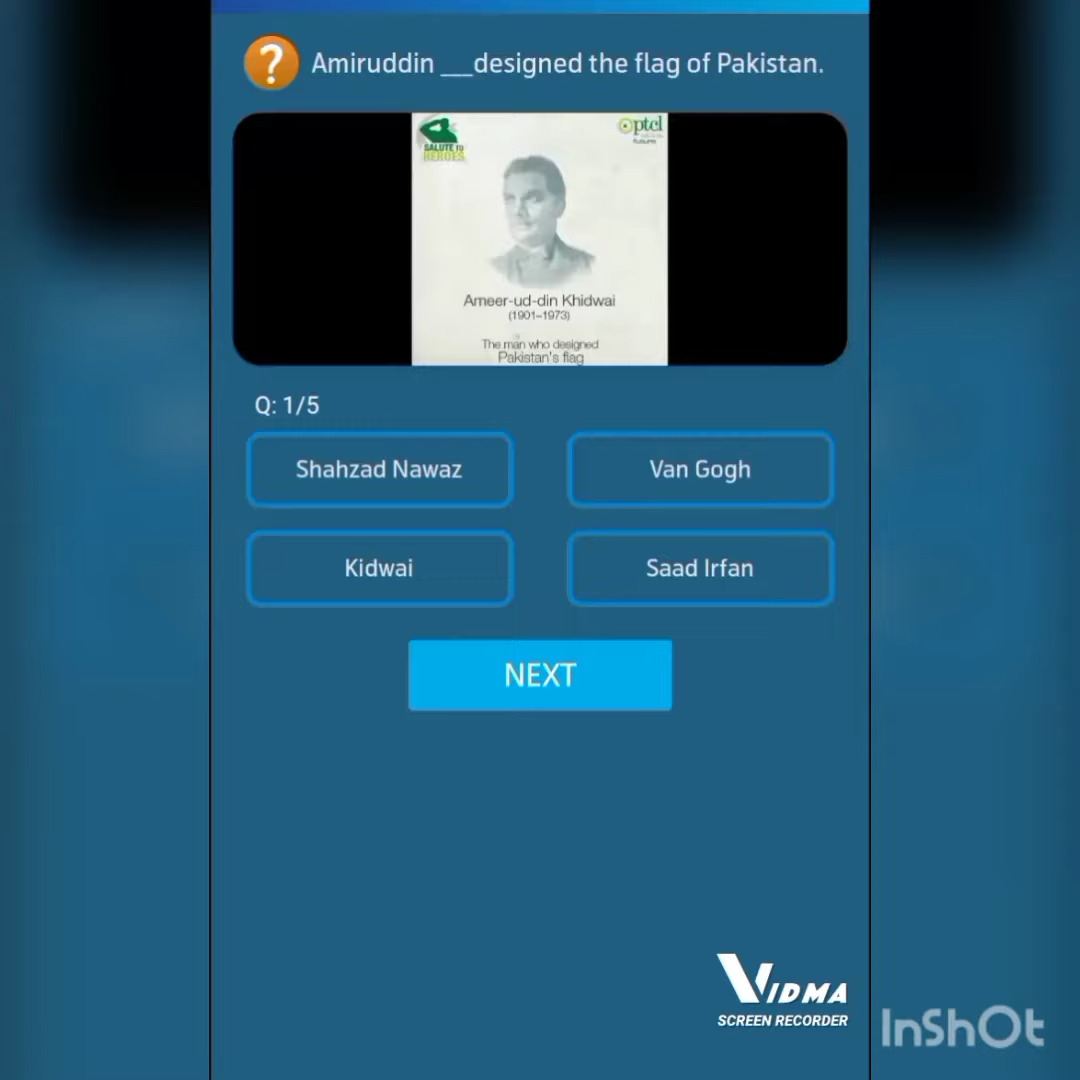 ? Amiruddin ___designed the flag of Pakistan.
SALUTE TO
HEROES
ptcl
future
Ameer-ud-din Khidwai
(1901–1973)
The man who designed
Pakistan's flag
Q: 1/5
Shahzad Nawaz
Van Gogh
Kidwai
Saad Irfan
NEXT
VIDMA
SCREEN RECORDER
InShOt